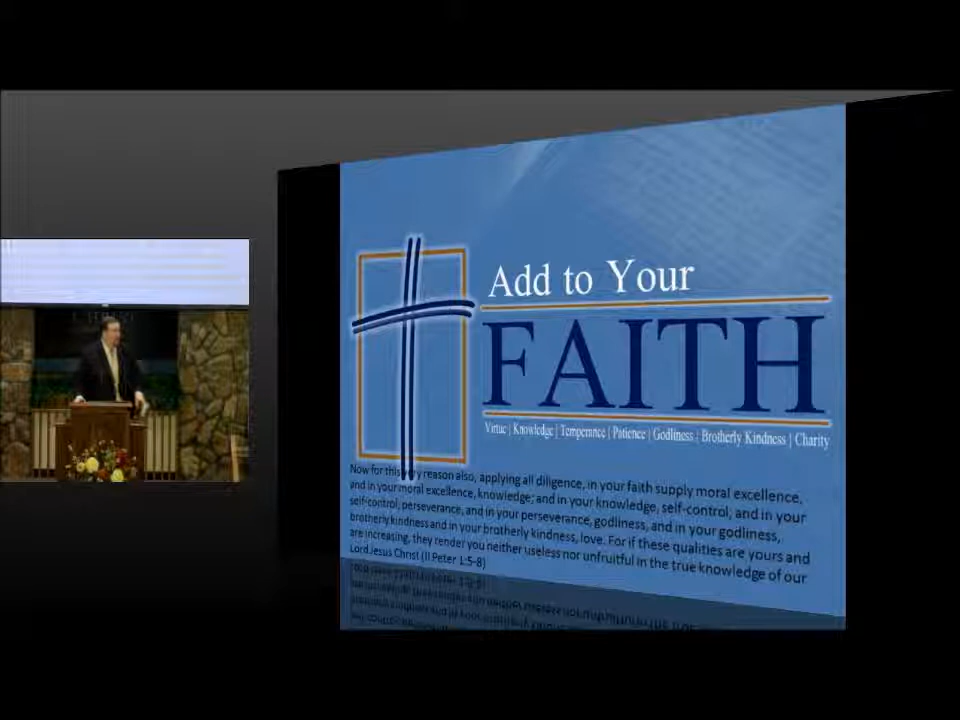 Add to Your
FAITH
Virtue | Knowledge | Temperance | Patience | Godliness | Brotherly Kindness | Charity
Now for this very reason also, applying all diligence, in your faith supply moral excellence,
and in your moral excellence, knowledge; and in your knowledge, self-control, and in your
self-control, perseverance, and in your perseverance, godliness, and in your godliness,
brotherly kindness and in your brotherly kindness, love. For if these qualities are yours and
are increasing, they render you neither useless nor unfruitful in the true knowledge of our
Lord Jesus Christ (II Peter 1:5-8)